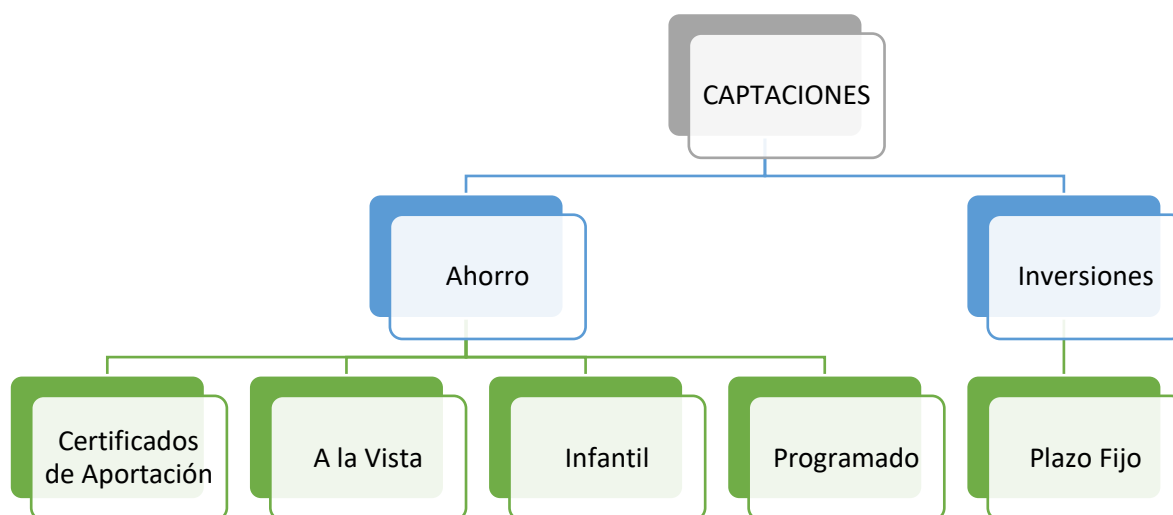 CAPTACIONES
Ahorro
Inversiones
Certificados
de Aportación
A la Vista
Infantil
Programado
Plazo Fijo